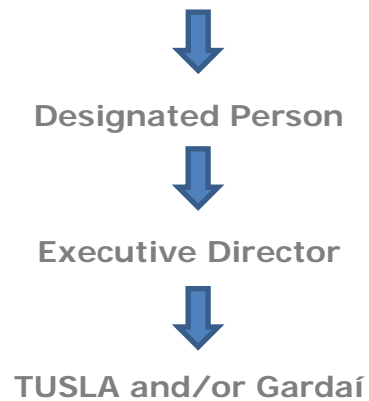 Designated Person
Executive Director
TUSLA and/or Gardaí